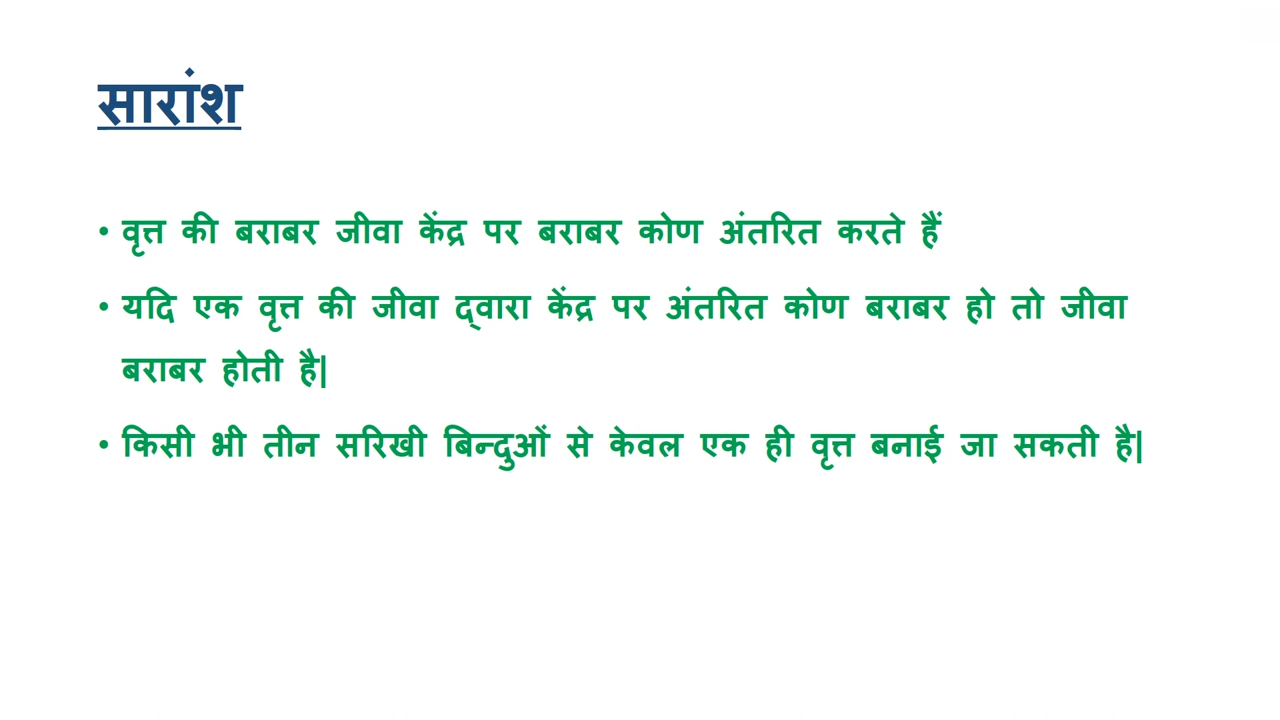 सारांश
• वृत्त की बराबर जीवा केंद्र पर बराबर कोण अंतरित करते हैं
• यदि एक वृत्त की जीवा द्वारा केंद्र पर अंतरित कोण बराबर हो तो जीवा
बराबर होती है|
• किसी भी तीन सरिखी बिन्दुओं से केवल एक ही वृत्त बनाई जा सकती है|